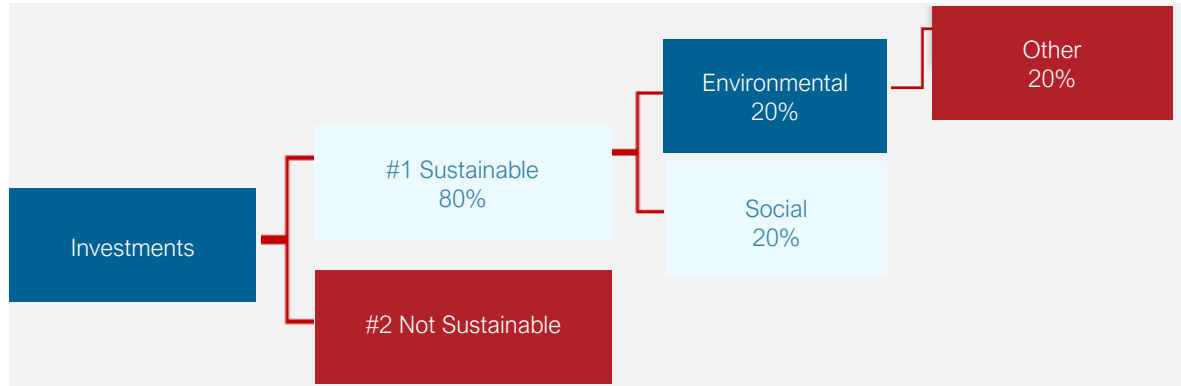 Investments
#1 Sustainable
80%
#2 Not Sustainable
Environmental
20%
Social
20%
Other
20%